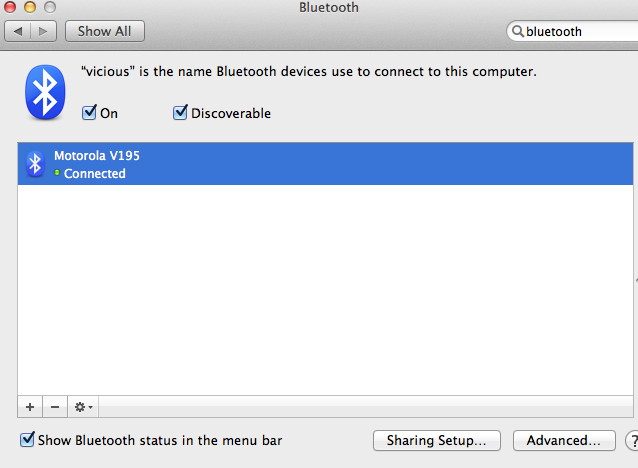 Bluetooth
Show All
bluetooth
“vicious” is the name Bluetooth devices use to connect to this computer.
On
Discoverable
Motorola V195
Connected
Show Bluetooth status in the menu bar
Sharing Setup...
Advanced...
?